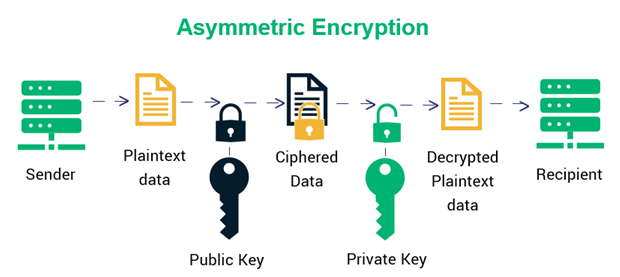 Asymmetric Encryption
Sender
Plaintext
data
Public Key
Ciphered
Data
Private Key
Decrypted
Plaintext
data
Recipient